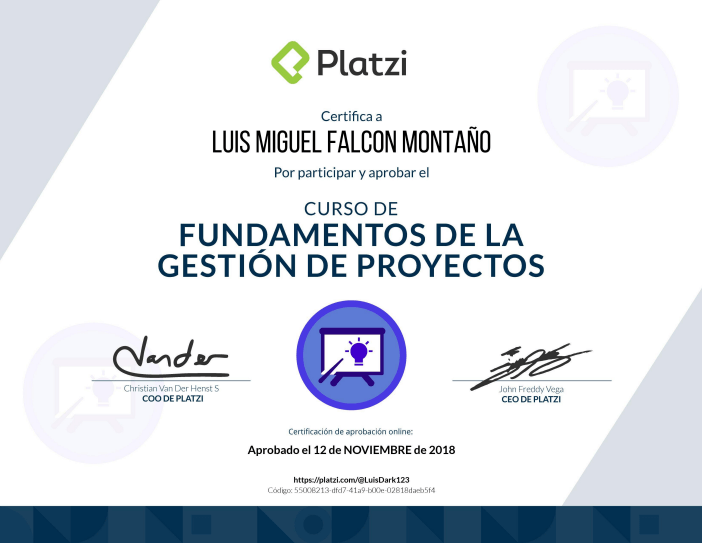 Platzi
Certifica a
LUIS MIGUEL FALCON MONTAÑO
Por participar y aprobar el
CURSO DE
FUNDAMENTOS DE LA
GESTIÓN DE PROYECTOS
Vander
Christian Van Der Henst S
COO DE PLATZI
John Freddy Vega
CEO DE PLATZI
Certificación de aprobación online:
Aprobado el 12 de NOVIEMBRE de 2018
https://platzi.com/@LuisDark123
Código: 55008213-dfd7-41a9-b00e-02818daeb5f4